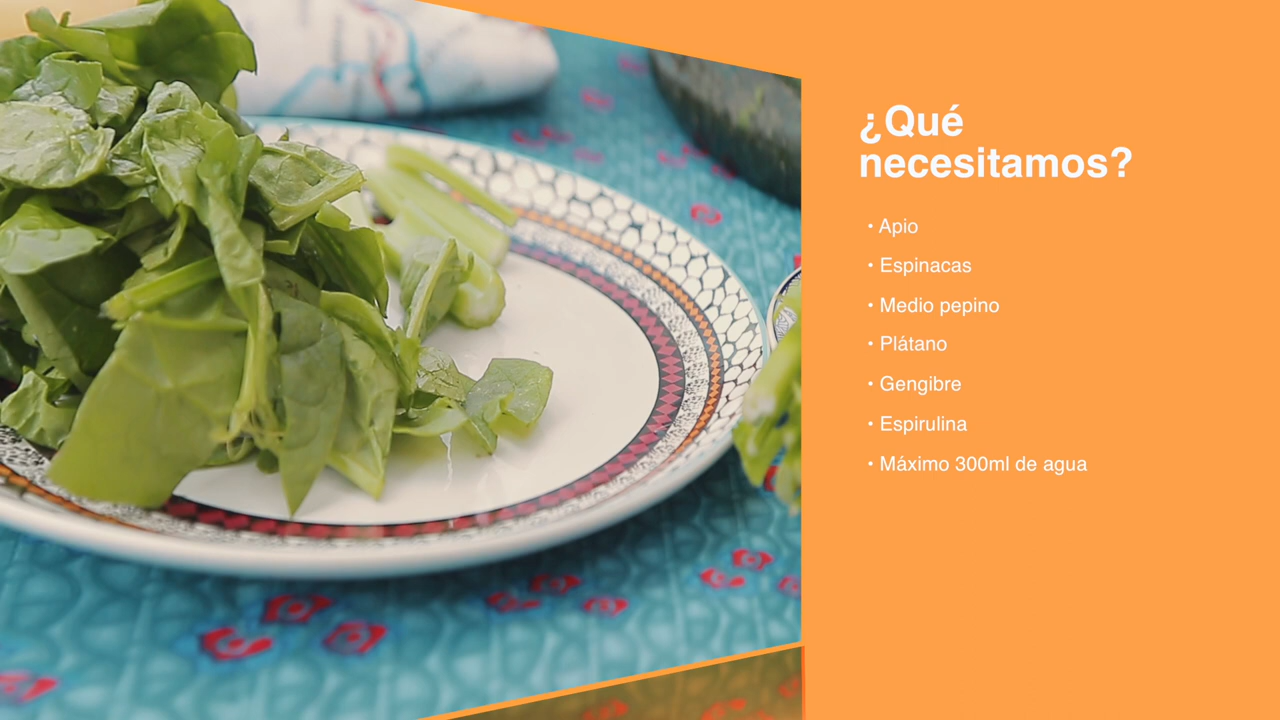 ¿Qué
necesitamos?
• Apio
• Espinacas
• Medio pepino
• Plátano
• Gengibre
• Espirulina
• Máximo 300ml de agua